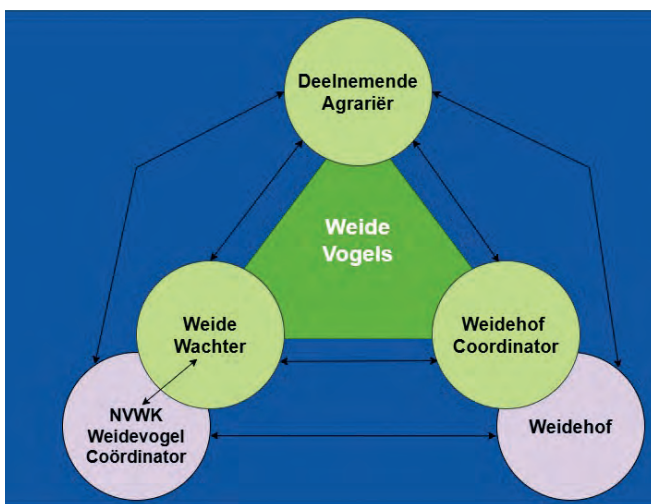 Deelnemende
Agrariër
Weide
Vogels
Weide
Wachter
Weidehof
Coordinator
NVWK
Weidevogel
Coördinator
Weidehof